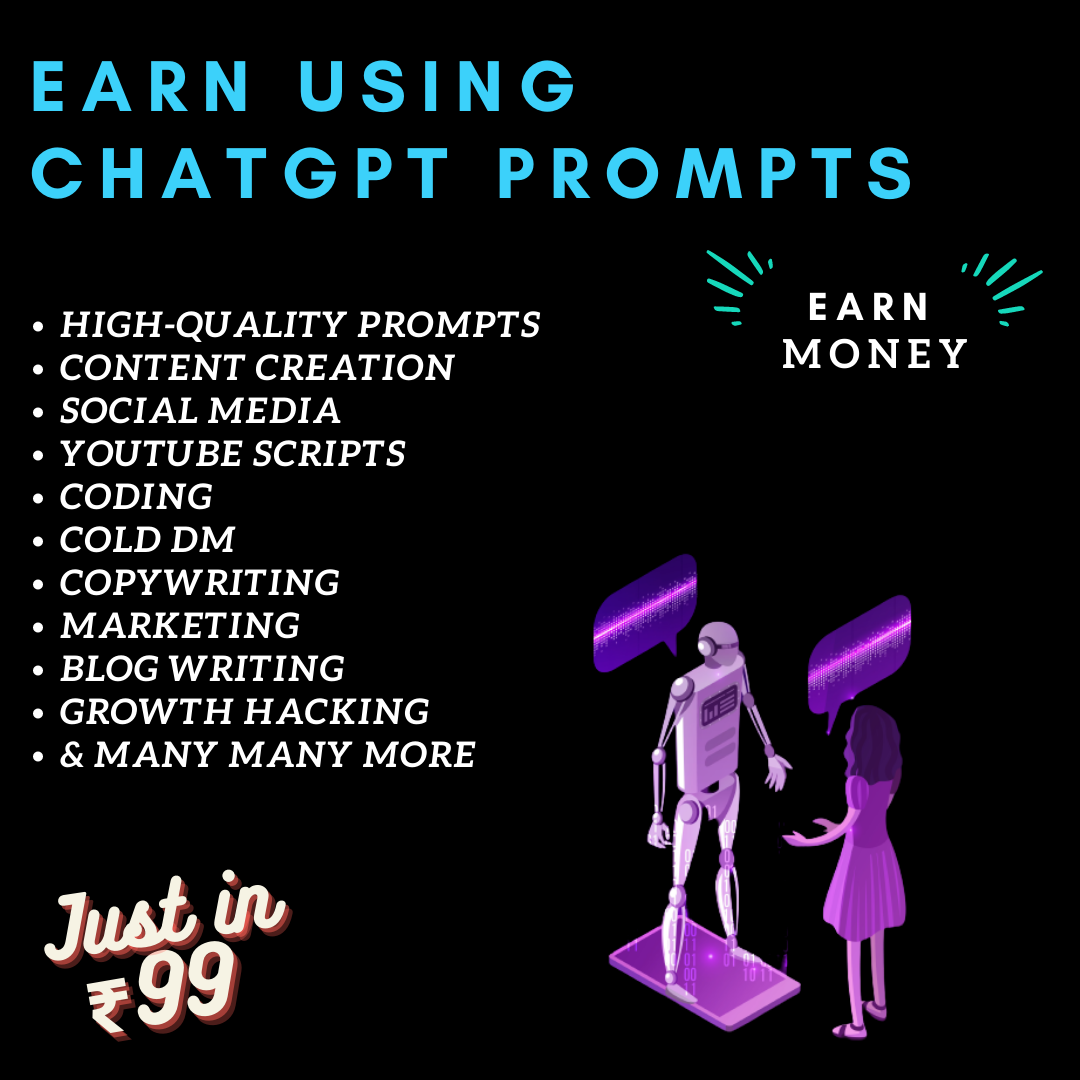 EARN USING
CHATGPT PROMPTS
EARN
MONEY
• HIGH-QUALITY PROMPTS
• CONTENT CREATION
• SOCIAL MEDIA
• YOUTUBE SCRIPTS
• CODING
• COLD DM
• COPYWRITING
• MARKETING
• BLOG WRITING
• GROWTH HACKING
• & MANY MANY MORE
Just in
₹99